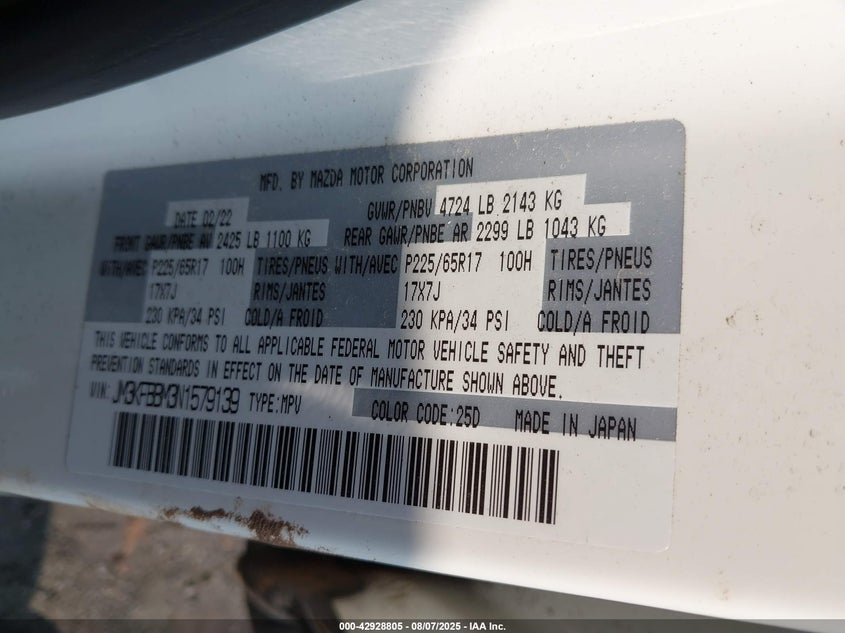 MFD. BY MAZDA MOTOR CORPORATION
DATE 02/22 GVWR/PNBV 4724 LB 2143 KG
FRONT GAWR/PNBE AV 2425 LB 1100 KG REAR GAWR/PNBE AR 2299 LB 1043 KG
WITH/AVEC P225/65R17 100H TIRES/PNEUS WITH/AVEC P225/65R17 100H TIRES/PNEUS
17X7J RIMS/JANTES 17X7J RIMS/JANTES
230 KPA/34 PSI COLD/A FROID 230 KPA/34 PSI COLD/A FROID
THIS VEHICLE CONFORMS TO ALL APPLICABLE FEDERAL MOTOR VEHICLE SAFETY AND THEFT
PREVENTION STANDARDS IN EFFECT ON THE DATE OF MANUFACTURE SHOWN ABOVE.
VIN: JM3KFBBM3N1579139 TYPE:MPV COLOR CODE:25D MADE IN JAPAN
000-42928805 - 08/07/2025 - IAA Inc.